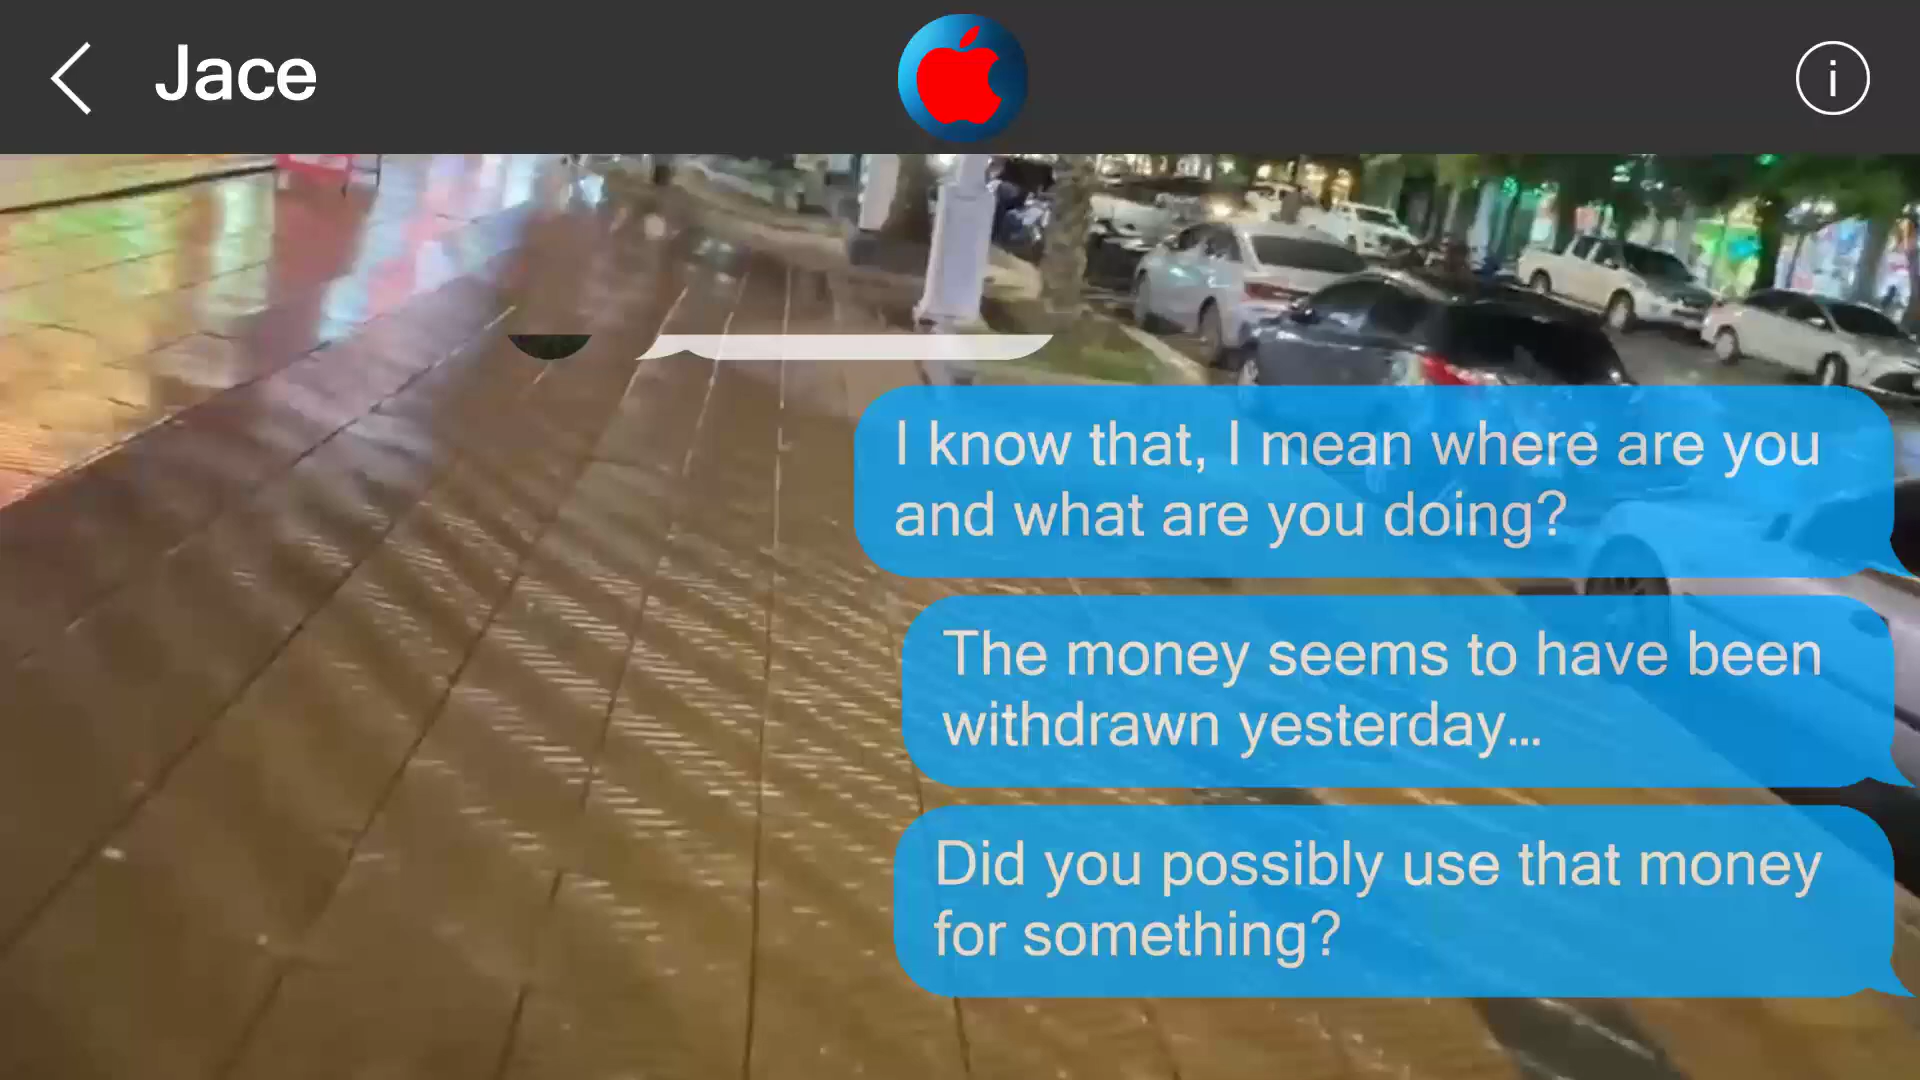 Jace
i
I know that, I mean where are you
and what are you doing?
The money seems to have been
withdrawn yesterday...
Did you possibly use that money
for something?